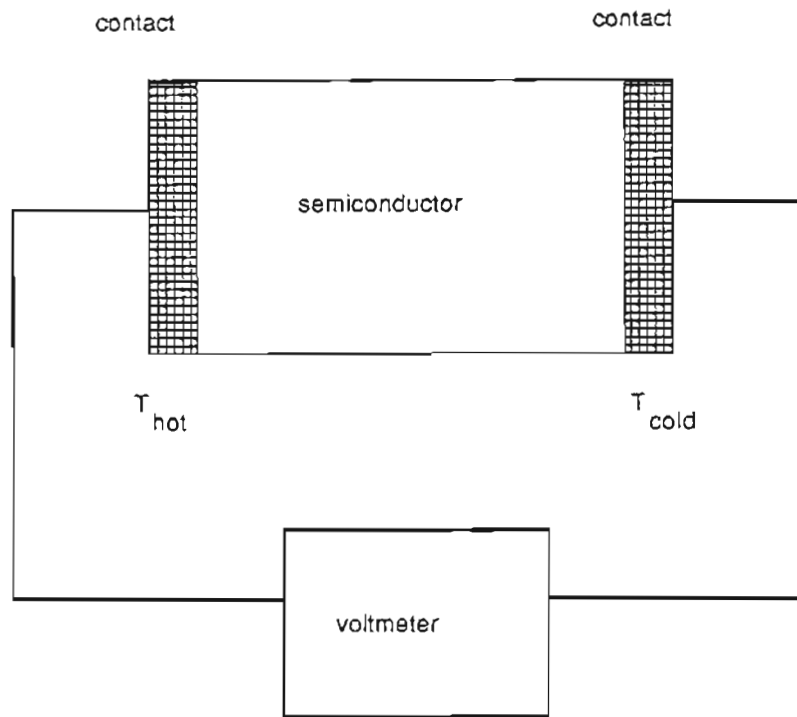 contact
contact
semiconductor
T hot
T cold
voltmeter